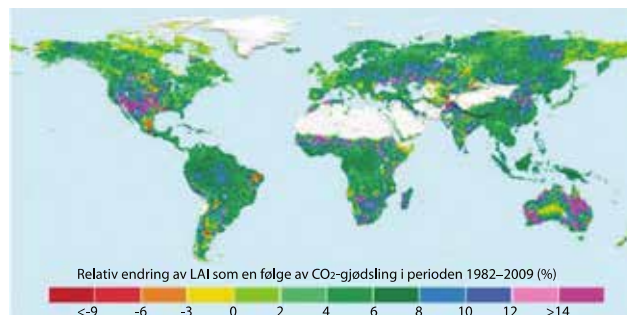 Relativ endring av LAI som en følge av CO₂-gjødsling i perioden 1982–2009 (%)
<-9 -6 -3 0 2 4 6 8 10 12 >14